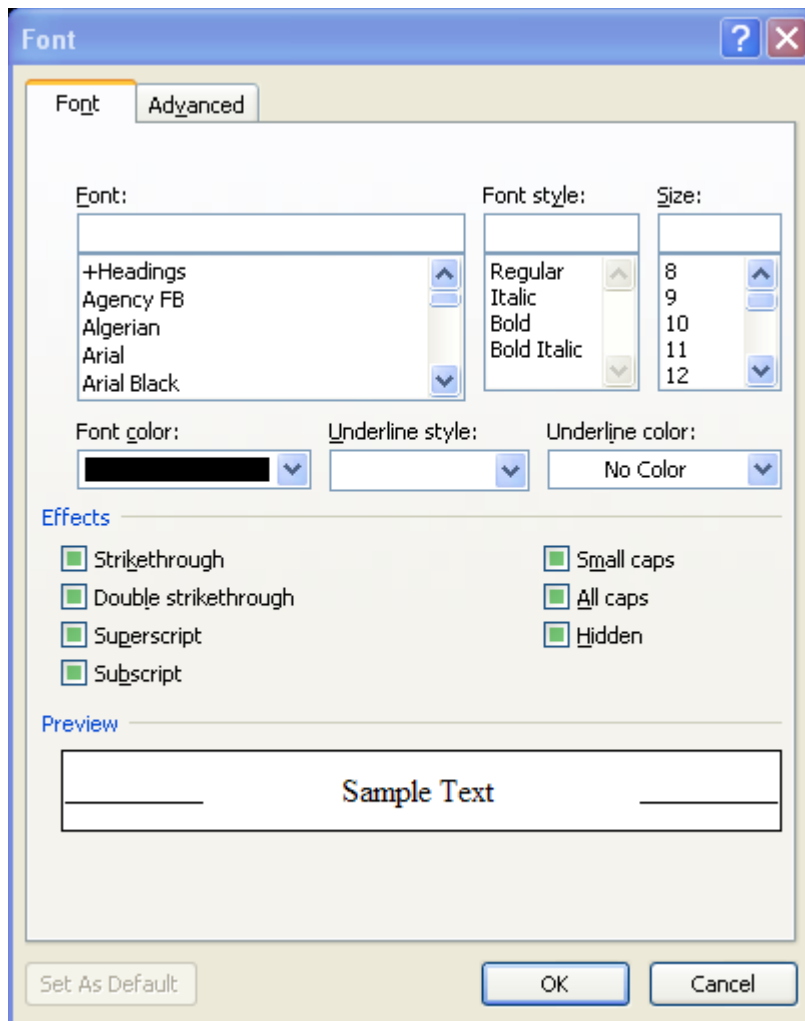 Font
?
Font Advanced
Font: Font style: Size:
+Headings Regular 8
Agency FB Italic 9
Algerian Bold 10
Arial Bold Italic 11
Arial Black 12
Font color: Underline style: Underline color:
No Color
Effects
Strikethrough Small caps
Double strikethrough All caps
Superscript Hidden
Subscript
Preview
Sample Text
Set As Default OK Cancel